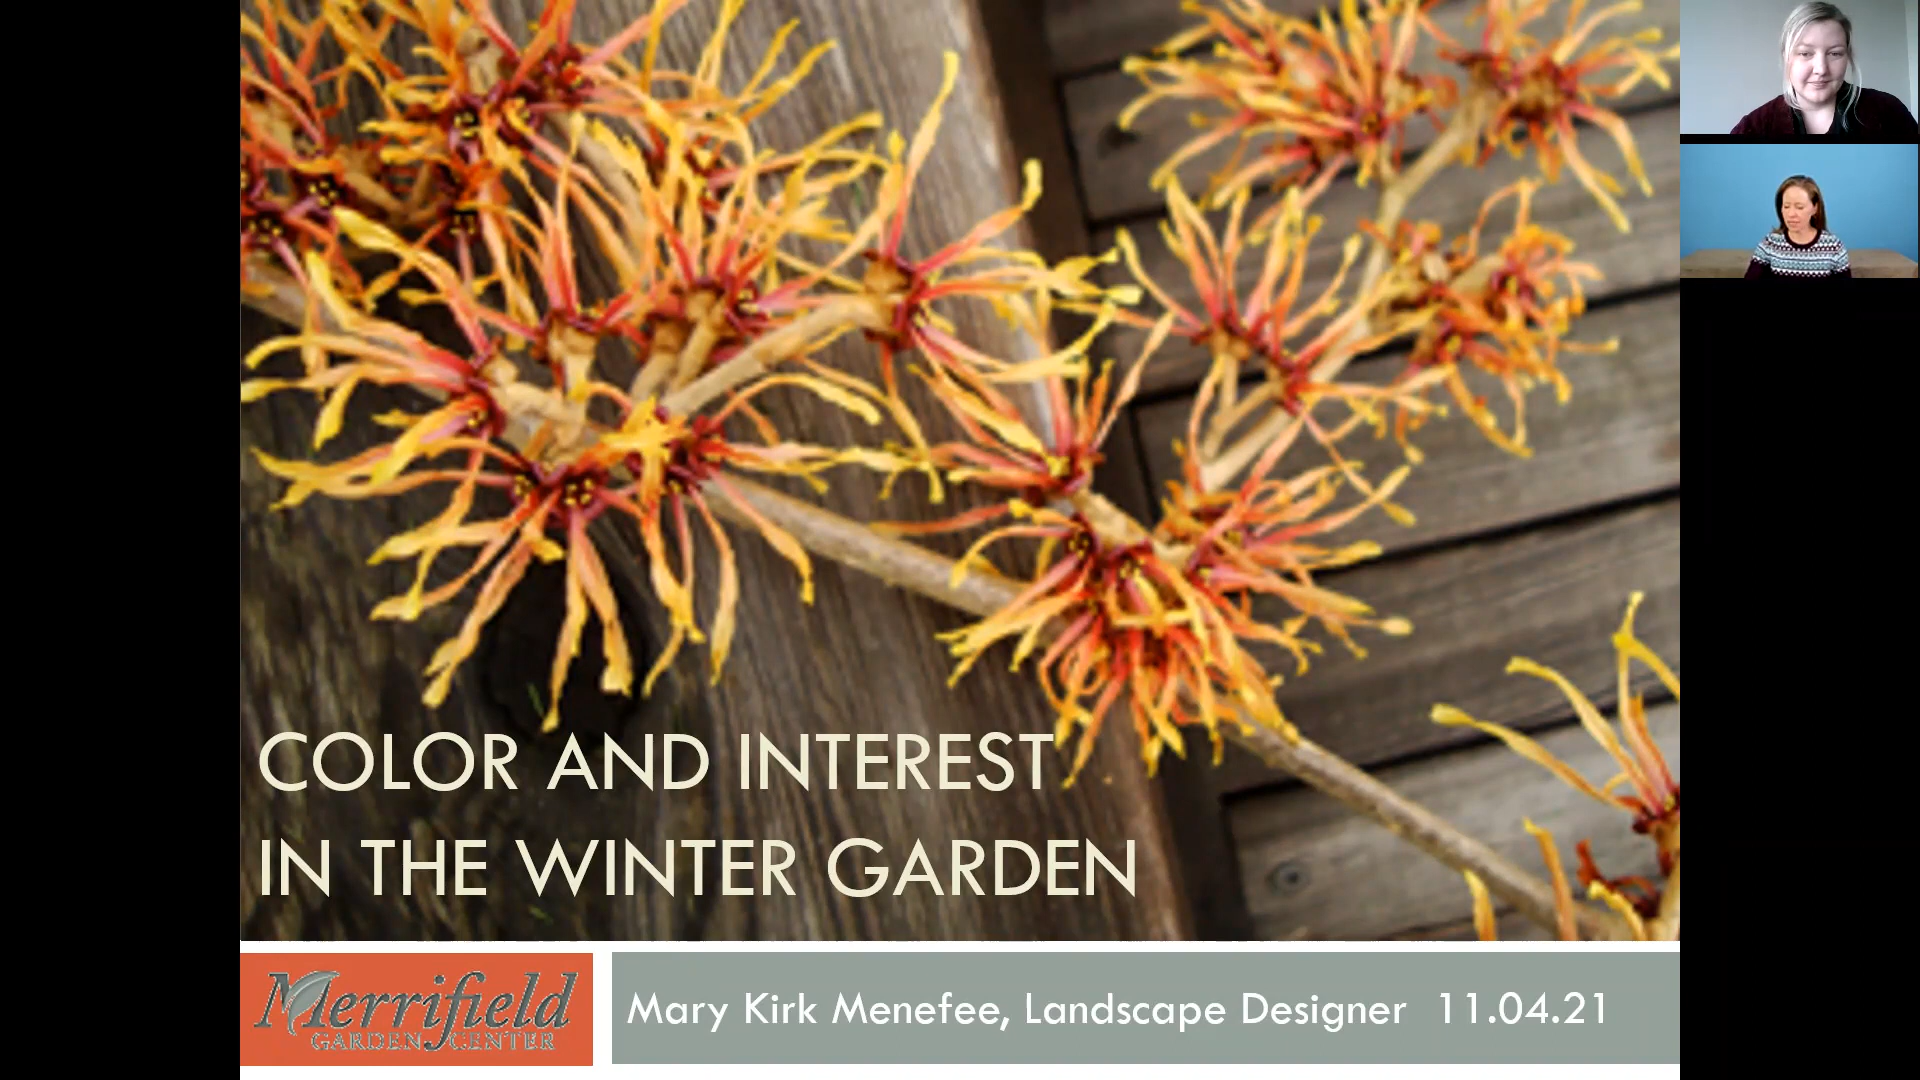 COLOR AND INTEREST
IN THE WINTER GARDEN
Merrifield
GARDEN CENTER
Mary Kirk Menefee, Landscape Designer 11.04.21